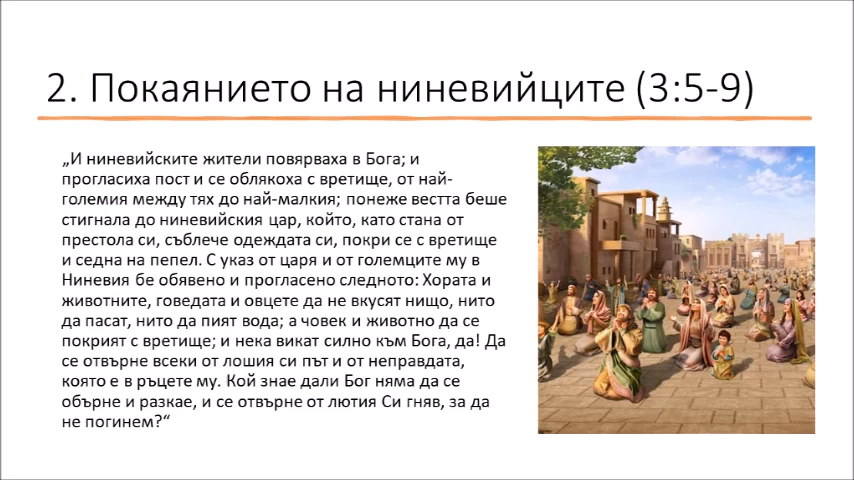 2. Покаянието на ниневийците (3:5-9)
„И ниневийските жители повярваха в Бога; и
прогласиха пост и се облякоха с вретище, от най-
големия между тях до най-малкия; понеже вестта беше
стигнала до ниневийския цар, който, като стана от
престола си, съблече одеждата си, покри се с вретище
и седна на пепел. С указ от царя и от големците му в
Ниневия бе обявено и прогласено следното: Хората и
животните, говедата и овцете да не вкусят нищо, нито
да пасат, нито да пият вода; а човек и животно да се
покрият с вретище; и нека викат силно към Бога, да! Да
се отвърне всеки от лошия си път и от неправдата,
която е в ръцете му. Кой знае дали Бог няма да се
обърне и разкае, и се отвърне от лютия Си гняв, за да
не погинем?“